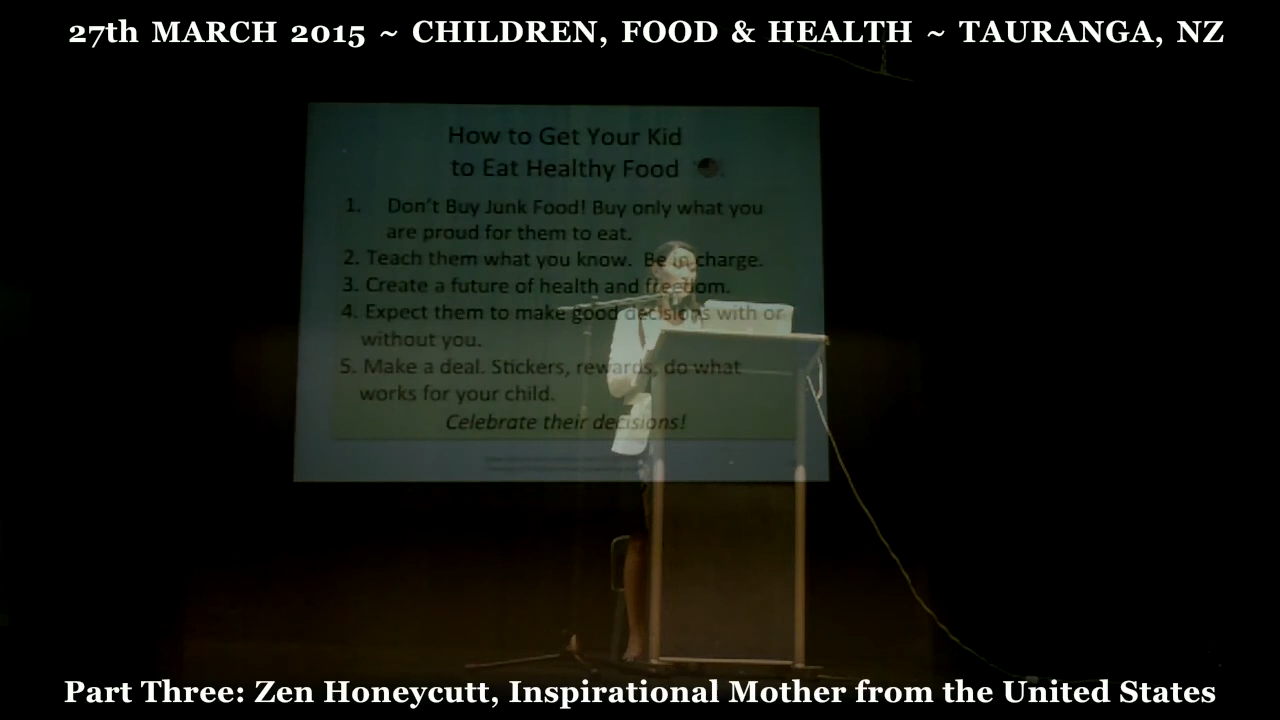 27th MARCH 2015 ~ CHILDREN, FOOD & HEALTH ~ TAURANGA, NZ
How to Get Your Kid
to Eat Healthy Food
1. Don't Buy Junk Food! Buy only what you
are proud for them to eat.
2. Teach them what you know. Be in charge.
3. Create a future of health and freedom.
4. Expect them to make good decisions with or
without you.
5. Make a deal. Stickers, rewards, do what
works for your child.
Celebrate their decisions!
Part Three: Zen Honeycutt, Inspirational Mother from the United States